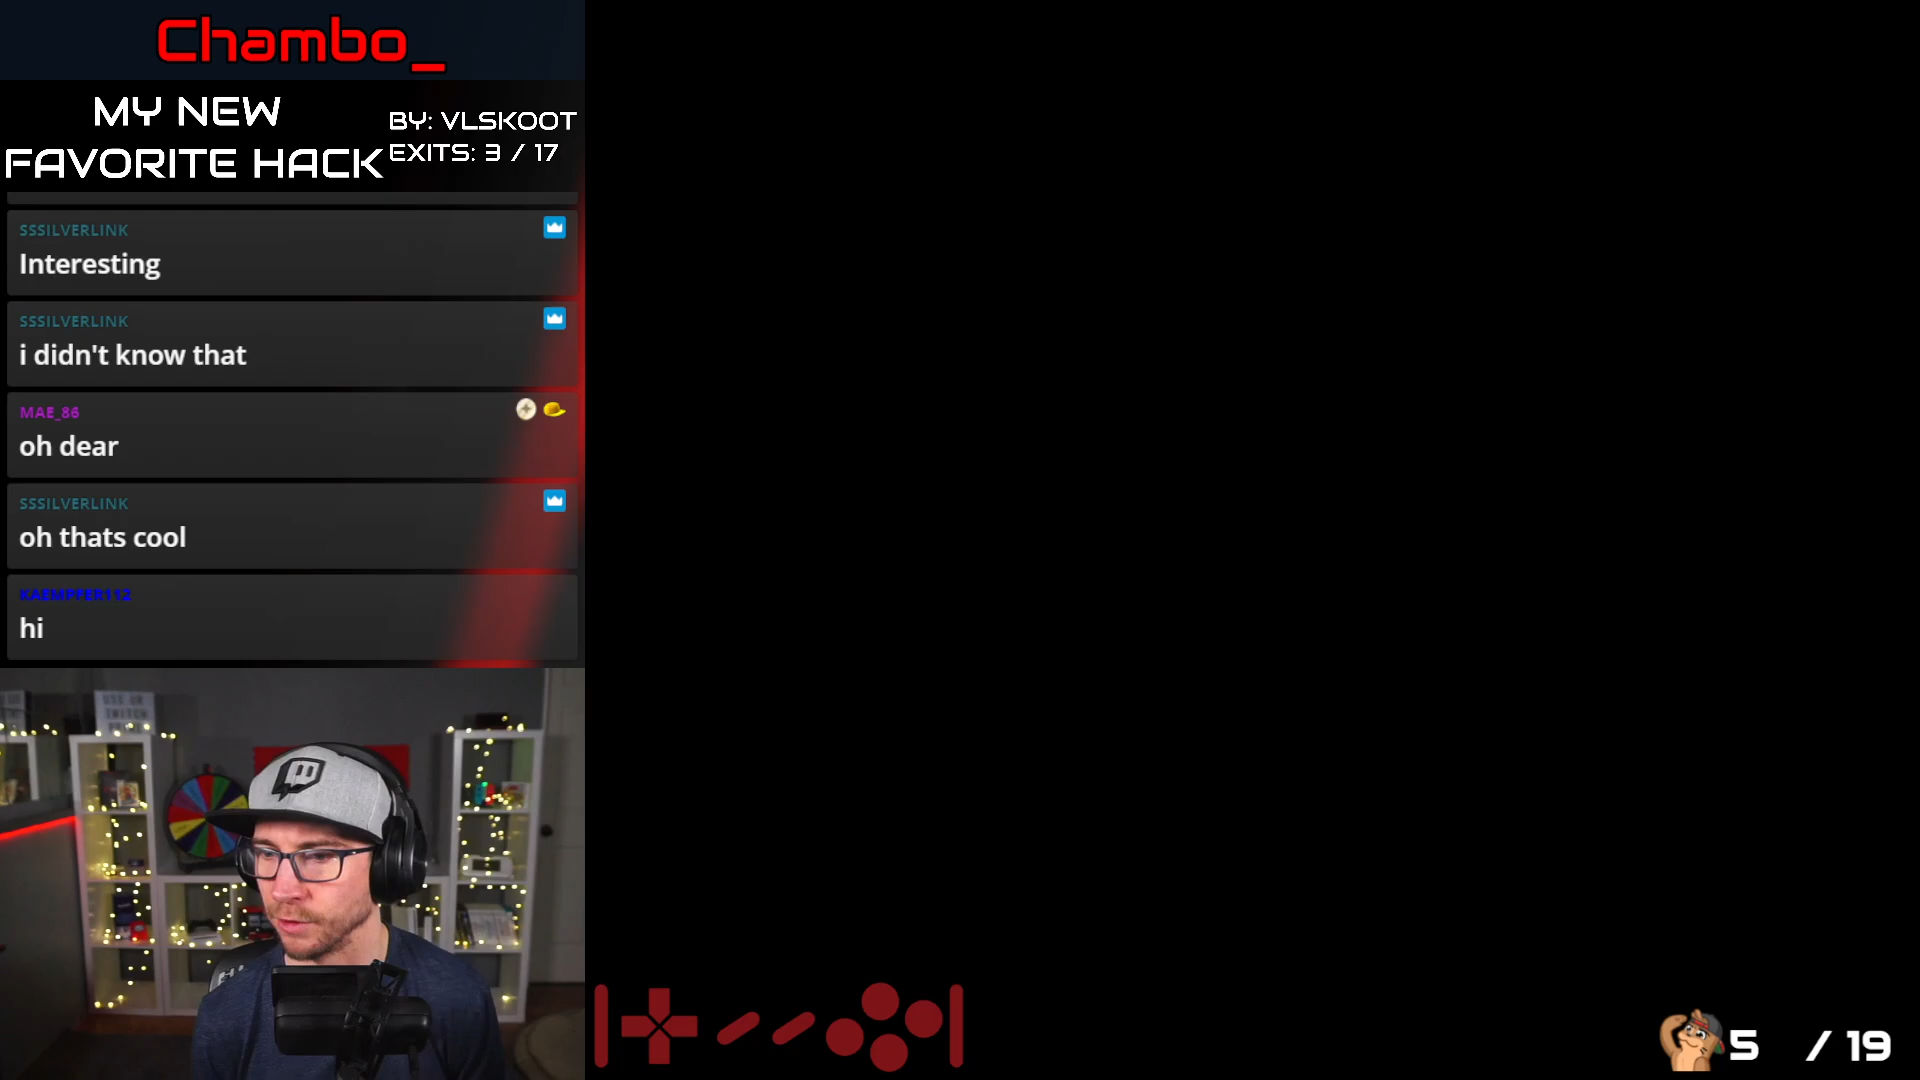 Chambo_
MY NEW
FAVORITE HACK
BY: VLSKOOT
EXITS: 3 / 17
SSSILVERLINK
Interesting
SSSILVERLINK
i didn't know that
MAE_86
oh dear
SSSILVERLINK
oh thats cool
KAEMPFER112
hi
5 / 19